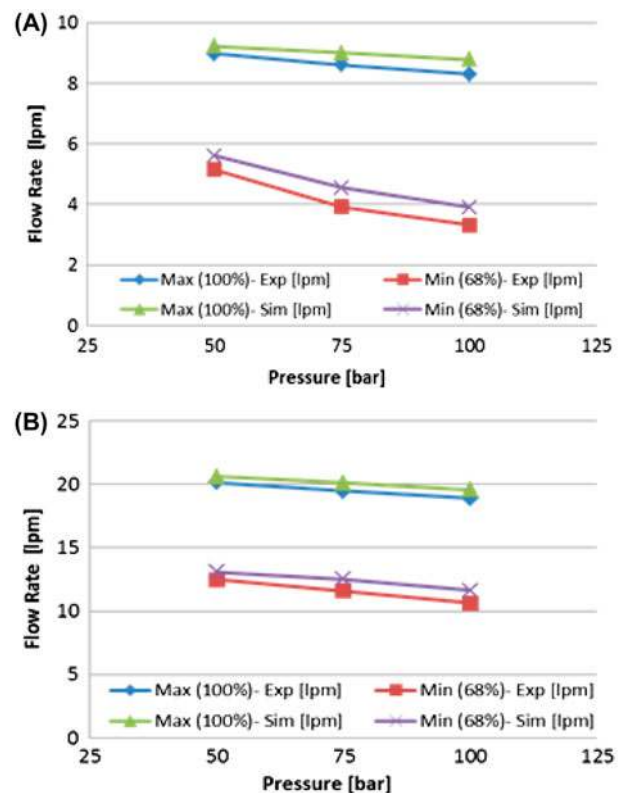 (A)
Flow Rate [lpm]
10
8
6
4
2
0
Max (100%)- Exp [lpm]
Min (68%)- Exp [lpm]
Max (100%)- Sim [lpm]
Min (68%)- Sim [lpm]
25
50
75
100
125
Pressure [bar]
(B)
Flow Rate [lpm]
25
20
15
10
5
0
Max (100%)- Exp [lpm]
Min (68%)- Exp [lpm]
Max (100%)- Sim [lpm]
Min (68%)- Sim [lpm]
25
50
75
100
125
Pressure [bar]